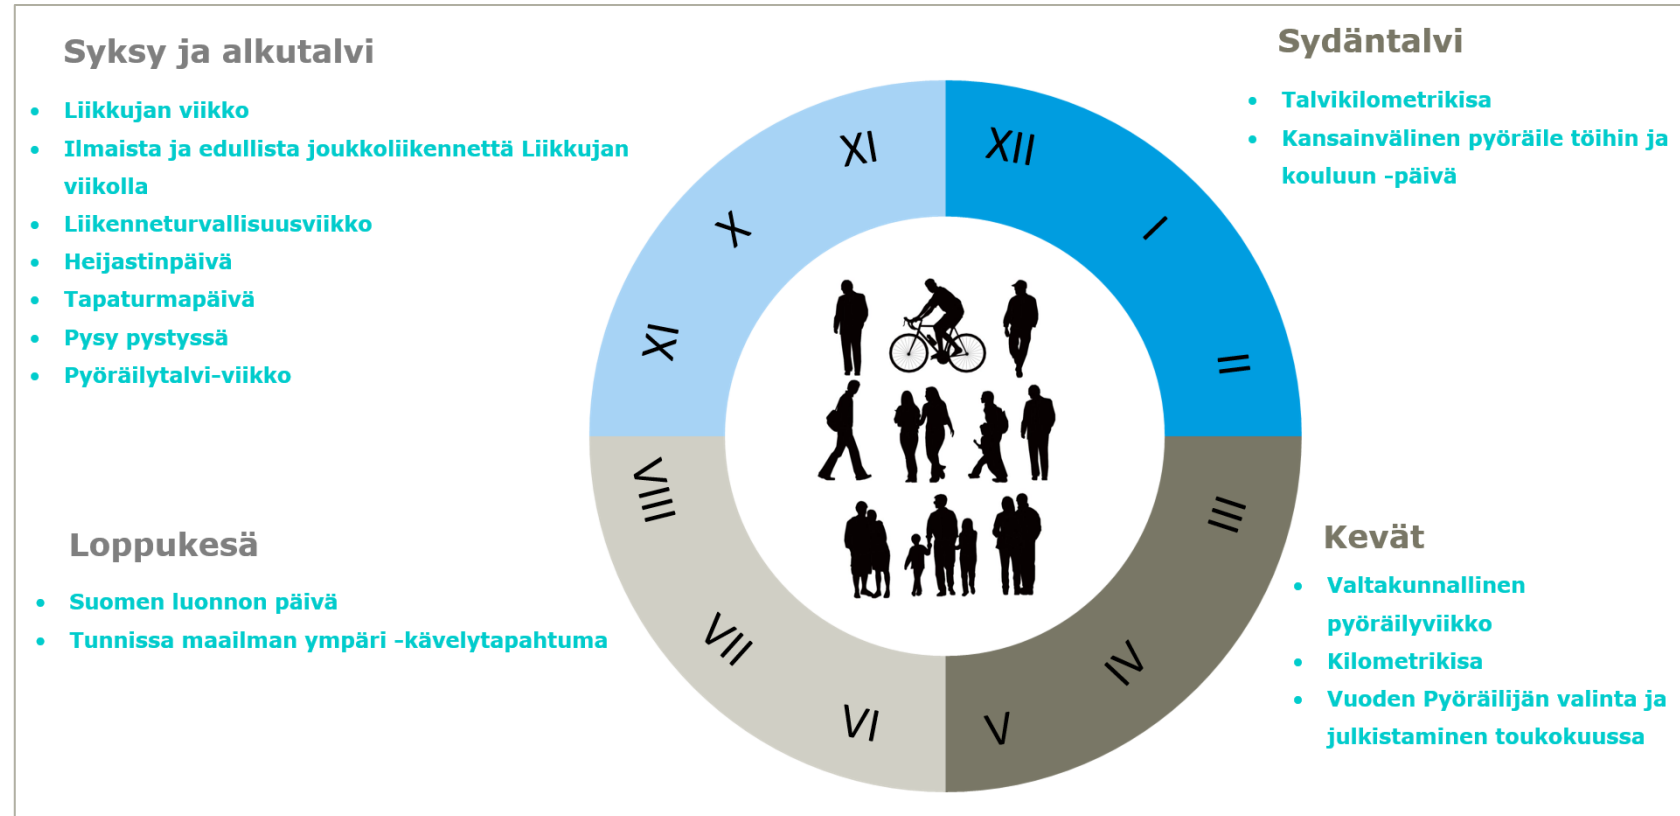 Syksy ja alkutalvi
• Liikkujan viikko
• Ilmaista ja edullista joukkoliikennettä Liikkujan
viikolla
• Liikenneturvallisuusviikko
• Heijastinpäivä
• Tapaturmapäivä
• Pysy pystyssä
• Pyöräilytalvi-viikko
Sydäntalvi
• Talvikilometrikisa
• Kansainvälinen pyöräile töihin ja
kouluun -päivä
XI
XII
X
I
XI
II
VIII
III
VII
IV
VI
V
Loppukesä
• Suomen luonnon päivä
• Tunnissa maailman ympäri -kävelytapahtuma
Kevät
• Valtakunnallinen
pyöräilyviikko
• Kilometrikisa
• Vuoden Pyöräilijän valinta ja
julkistaminen toukokuussa